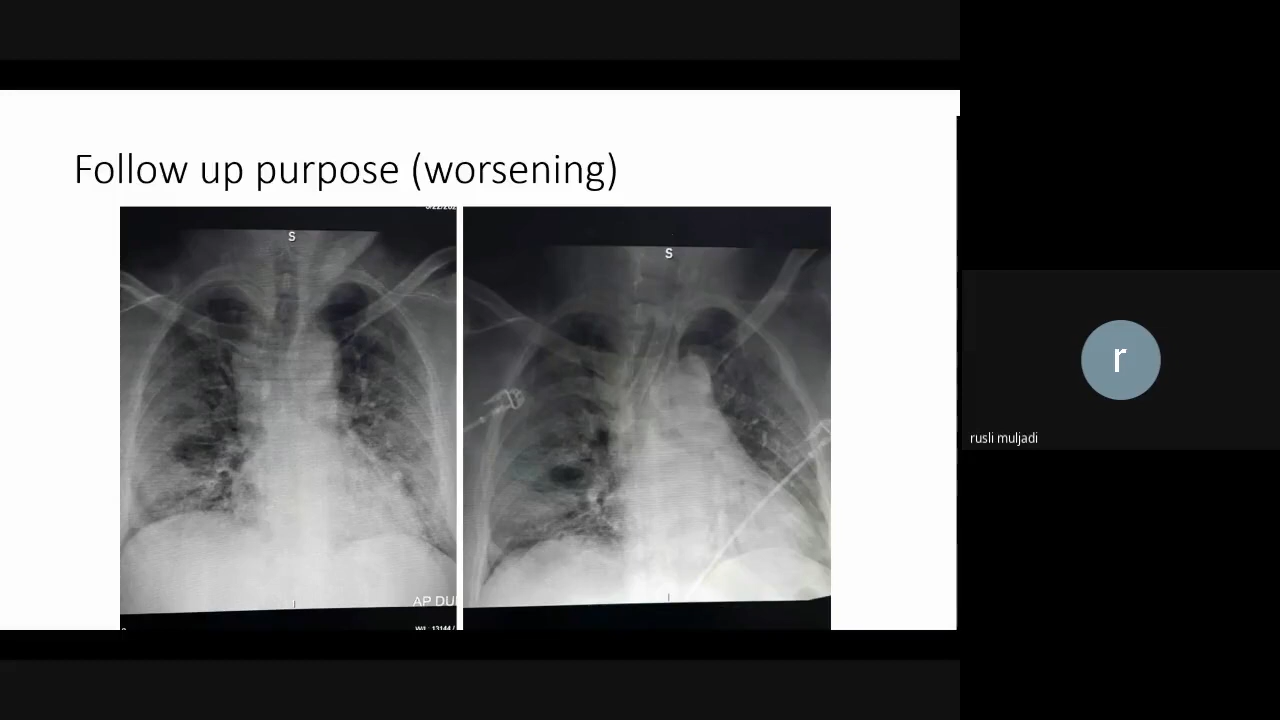 Follow up purpose (worsening)
S
S
AP DU
r
rusli muljadi